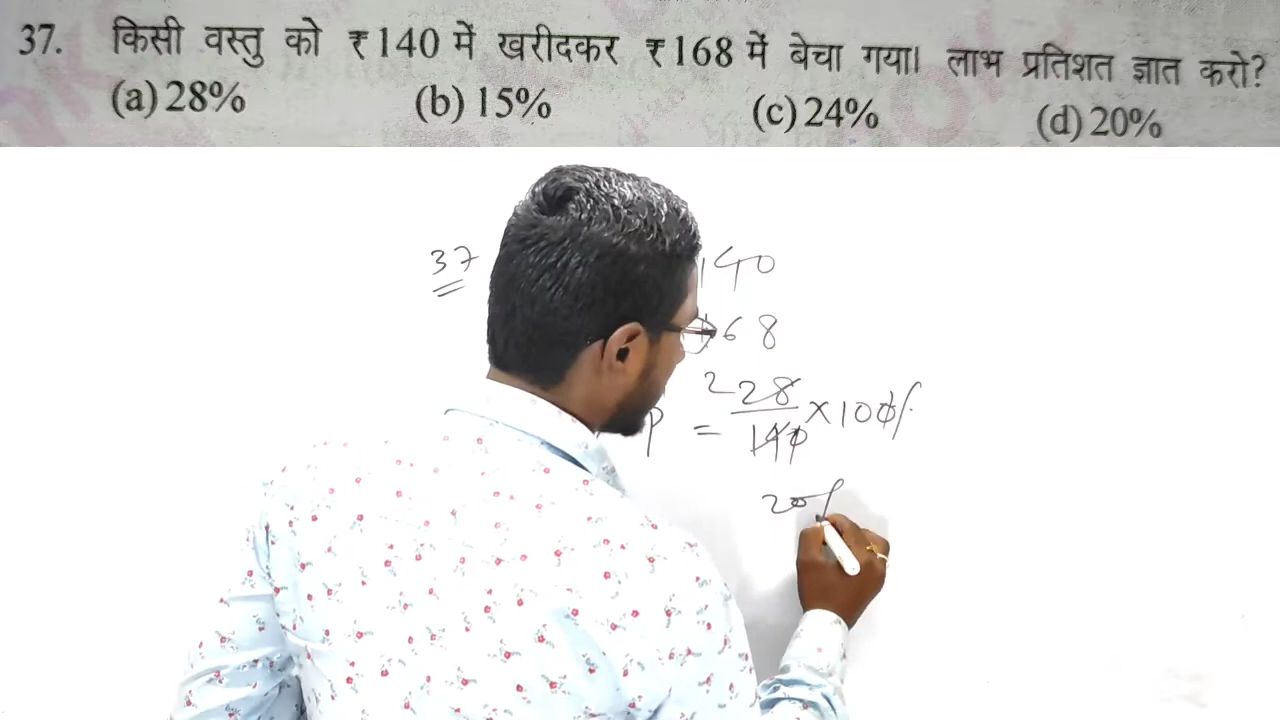 37. किसी वस्तु को ₹140 में खरीदकर ₹168 में बेचा गया। लाभ प्रतिशत ज्ञात करो?
(a) 28% (b) 15% (c) 24% (d) 20%
37 140
168
2
P = 28/140 × 100%
20%